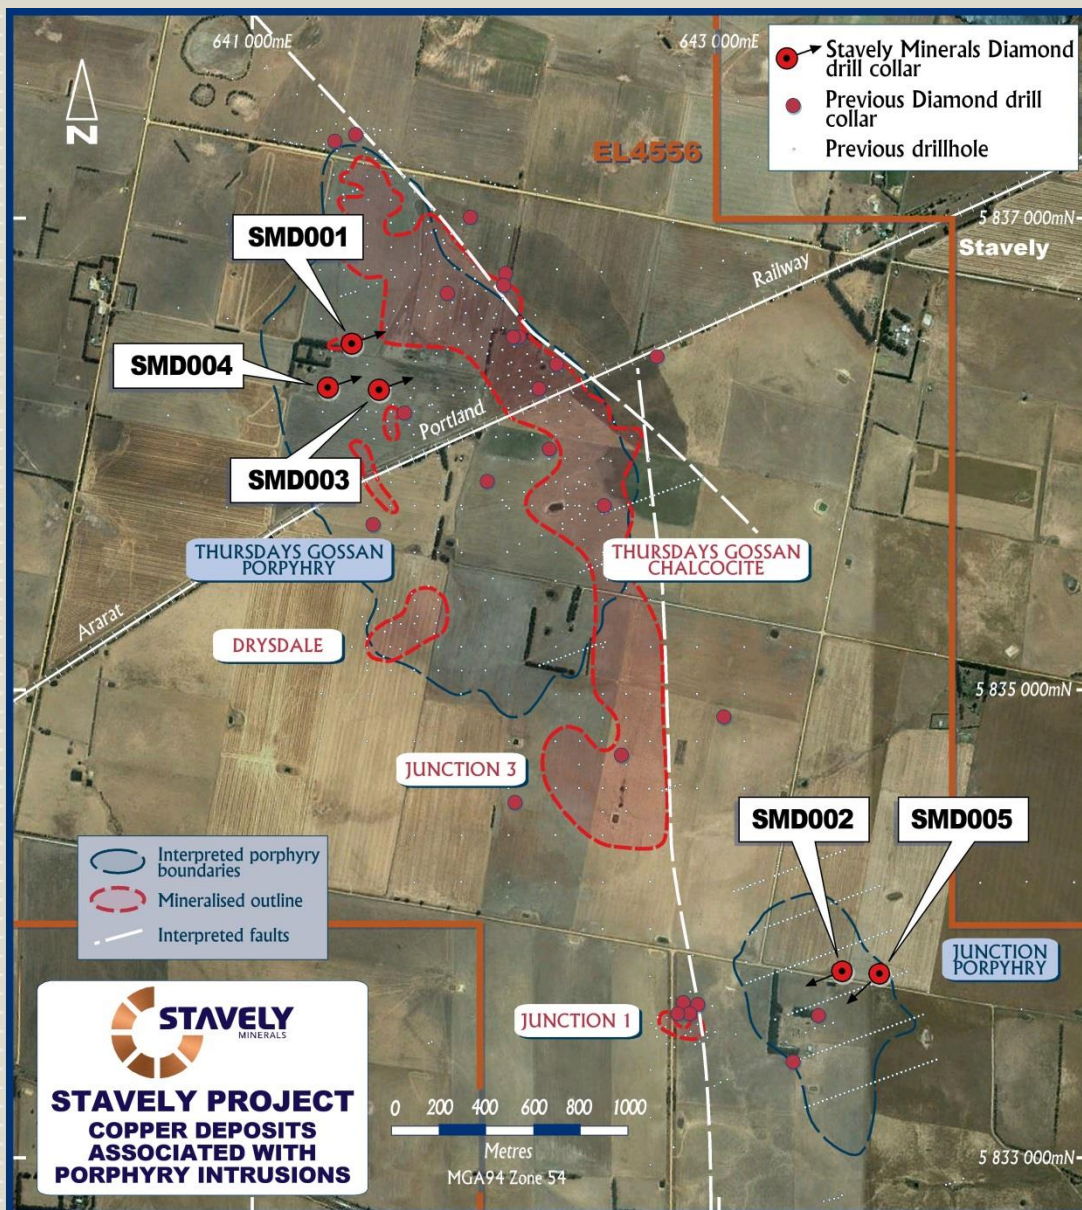 641 000mE
643 000mE
N
Stavely Minerals Diamond
drill collar
Previous Diamond drill
collar
Previous drillhole
EL4556
5 837 000mN
Stavely
SMD001
Railway
SMD004
Portland
SMD003
THURSDAYS GOSSAN
PORPYHRY
THURSDAYS GOSSAN
CHALCOCITE
Ararat
DRYSDALE
5 835 000mN
JUNCTION 3
SMD002
SMD005
Interpreted porphyry
boundaries
Mineralised outline
Interpreted faults
JUNCTION
PORPYHRY
STAVELY
MINERALS
JUNCTION 1
STAVELY PROJECT
COPPER DEPOSITS
ASSOCIATED WITH
PORPHYRY INTRUSIONS
0 200 400 600 800 1000
Metres
MGA94 Zone 54
5 833 000mN